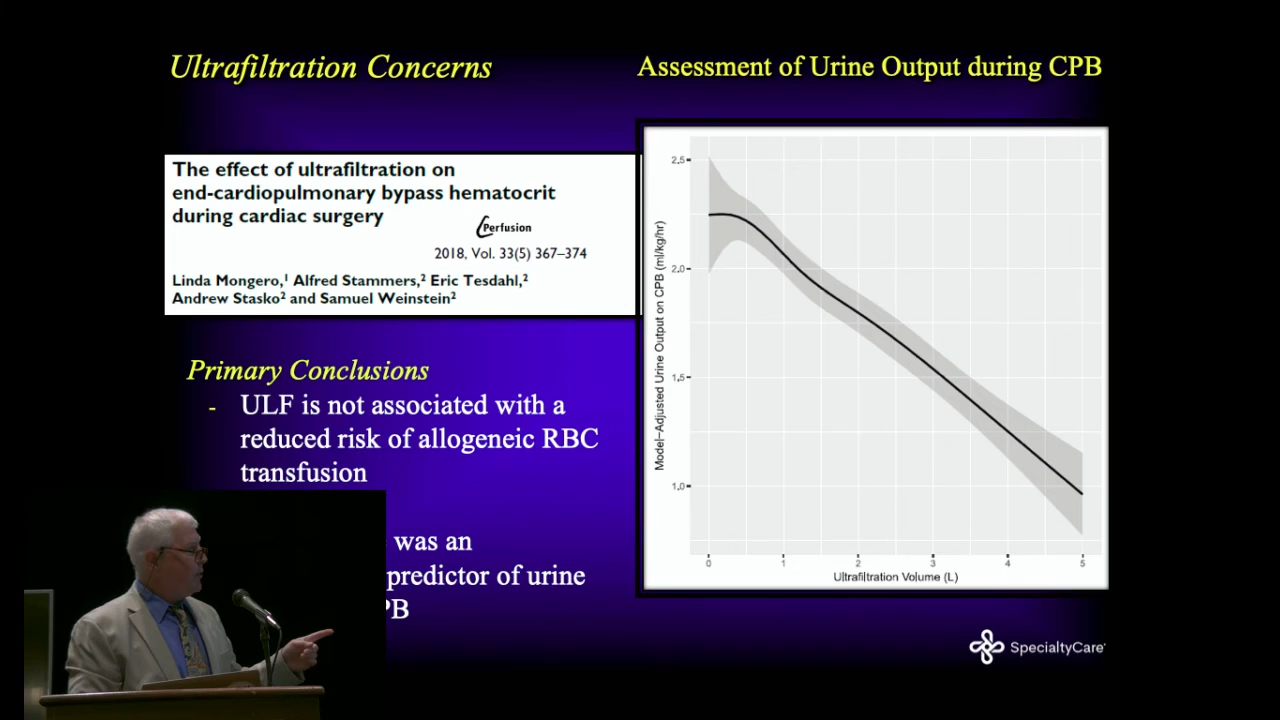 Ultrafiltration Concerns
Assessment of Urine Output during CPB
The effect of ultrafiltration on
end-cardiopulmonary bypass hematocrit
during cardiac surgery
Perfusion
2018, Vol. 33(5) 367–374
Linda Mongero,¹ Alfred Stammers,² Eric Tesdahl,²
Andrew Stasko² and Samuel Weinstein²
Primary Conclusions
- ULF is not associated with a
reduced risk of allogeneic RBC
transfusion
was an
predictor of urine
PB
Model–Adjusted Urine Output on CPB (ml/kg/hr)
2.5
2.0
1.5
1.0
0 1 2 3 4 5
Ultrafiltration Volume (L)
SpecialtyCare